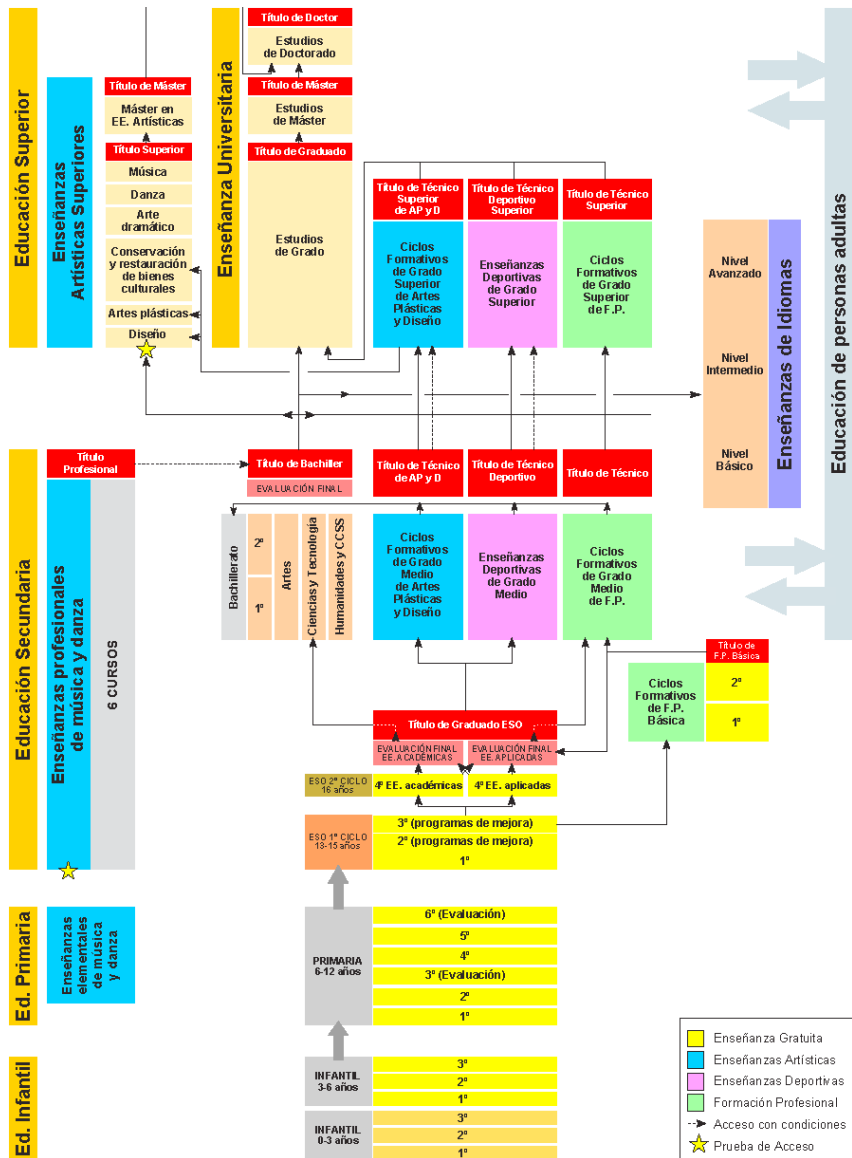 Educación Superior
Enseñanzas
Artísticas Superiores
Título de Máster
Máster en
EE. Artísticas
Título Superior
Música
Danza
Arte
dramático
Conservación
y restauración
de bienes
culturales
Artes plásticas
Diseño
Enseñanza Universitaria
Título de Doctor
Estudios
de Doctorado
Título de Máster
Estudios
de Máster
Título de Graduado
Estudios
de Grado
Título de Técnico
Superior
de AP y D
Ciclos
Formativos
de Grado
Superior
de Artes
Plásticas
y Diseño
Título de Técnico
Deportivo
Superior
Enseñanzas
Deportivas
de Grado
Superior
Título de Técnico
Superior
Ciclos
Formativos
de Grado
Superior
de F.P.
Nivel
Avanzado
Nivel
Intermedio
Nivel
Básico
Enseñanzas de Idiomas
Educación de personas adultas
Educación Secundaria
Título
Profesional
Enseñanzas profesionales
de música y danza
6 CURSOS
Título de Bachiller
EVALUACIÓN FINAL
Bachillerato
2º
1º
Artes
Ciencias y Tecnología
Humanidades y CCSS
Título de Técnico
de AP y D
Ciclos
Formativos
de Grado
Medio
de Artes
Plásticas
y Diseño
Título de Técnico
Deportivo
Enseñanzas
Deportivas
de Grado
Medio
Título de Técnico
Ciclos
Formativos
de Grado
Medio
de F.P.
Título de
F.P. Básica
Ciclos
Formativos
de F.P.
Básica
2º
1º
Título de Graduado ESO
EVALUACIÓN FINAL
EE. ACADÉMICAS
EVALUACIÓN FINAL
EE. APLICADAS
ESO 2º CICLO
16 años
4º EE. académicas
4º EE. aplicadas
ESO 1º CICLO
13-15 años
3º (programas de mejora)
2º (programas de mejora)
1º
Ed. Primaria
Enseñanzas
elementales
de música
y danza
PRIMARIA
6-12 años
6º (Evaluación)
5º
4º
3º (Evaluación)
2º
1º
Ed. Infantil
INFANTIL
3-6 años
3º
2º
1º
INFANTIL
0-3 años
3º
2º
1º
Enseñanza Gratuita
Enseñanzas Artísticas
Enseñanzas Deportivas
Formación Profesional
Acceso con condiciones
Prueba de Acceso